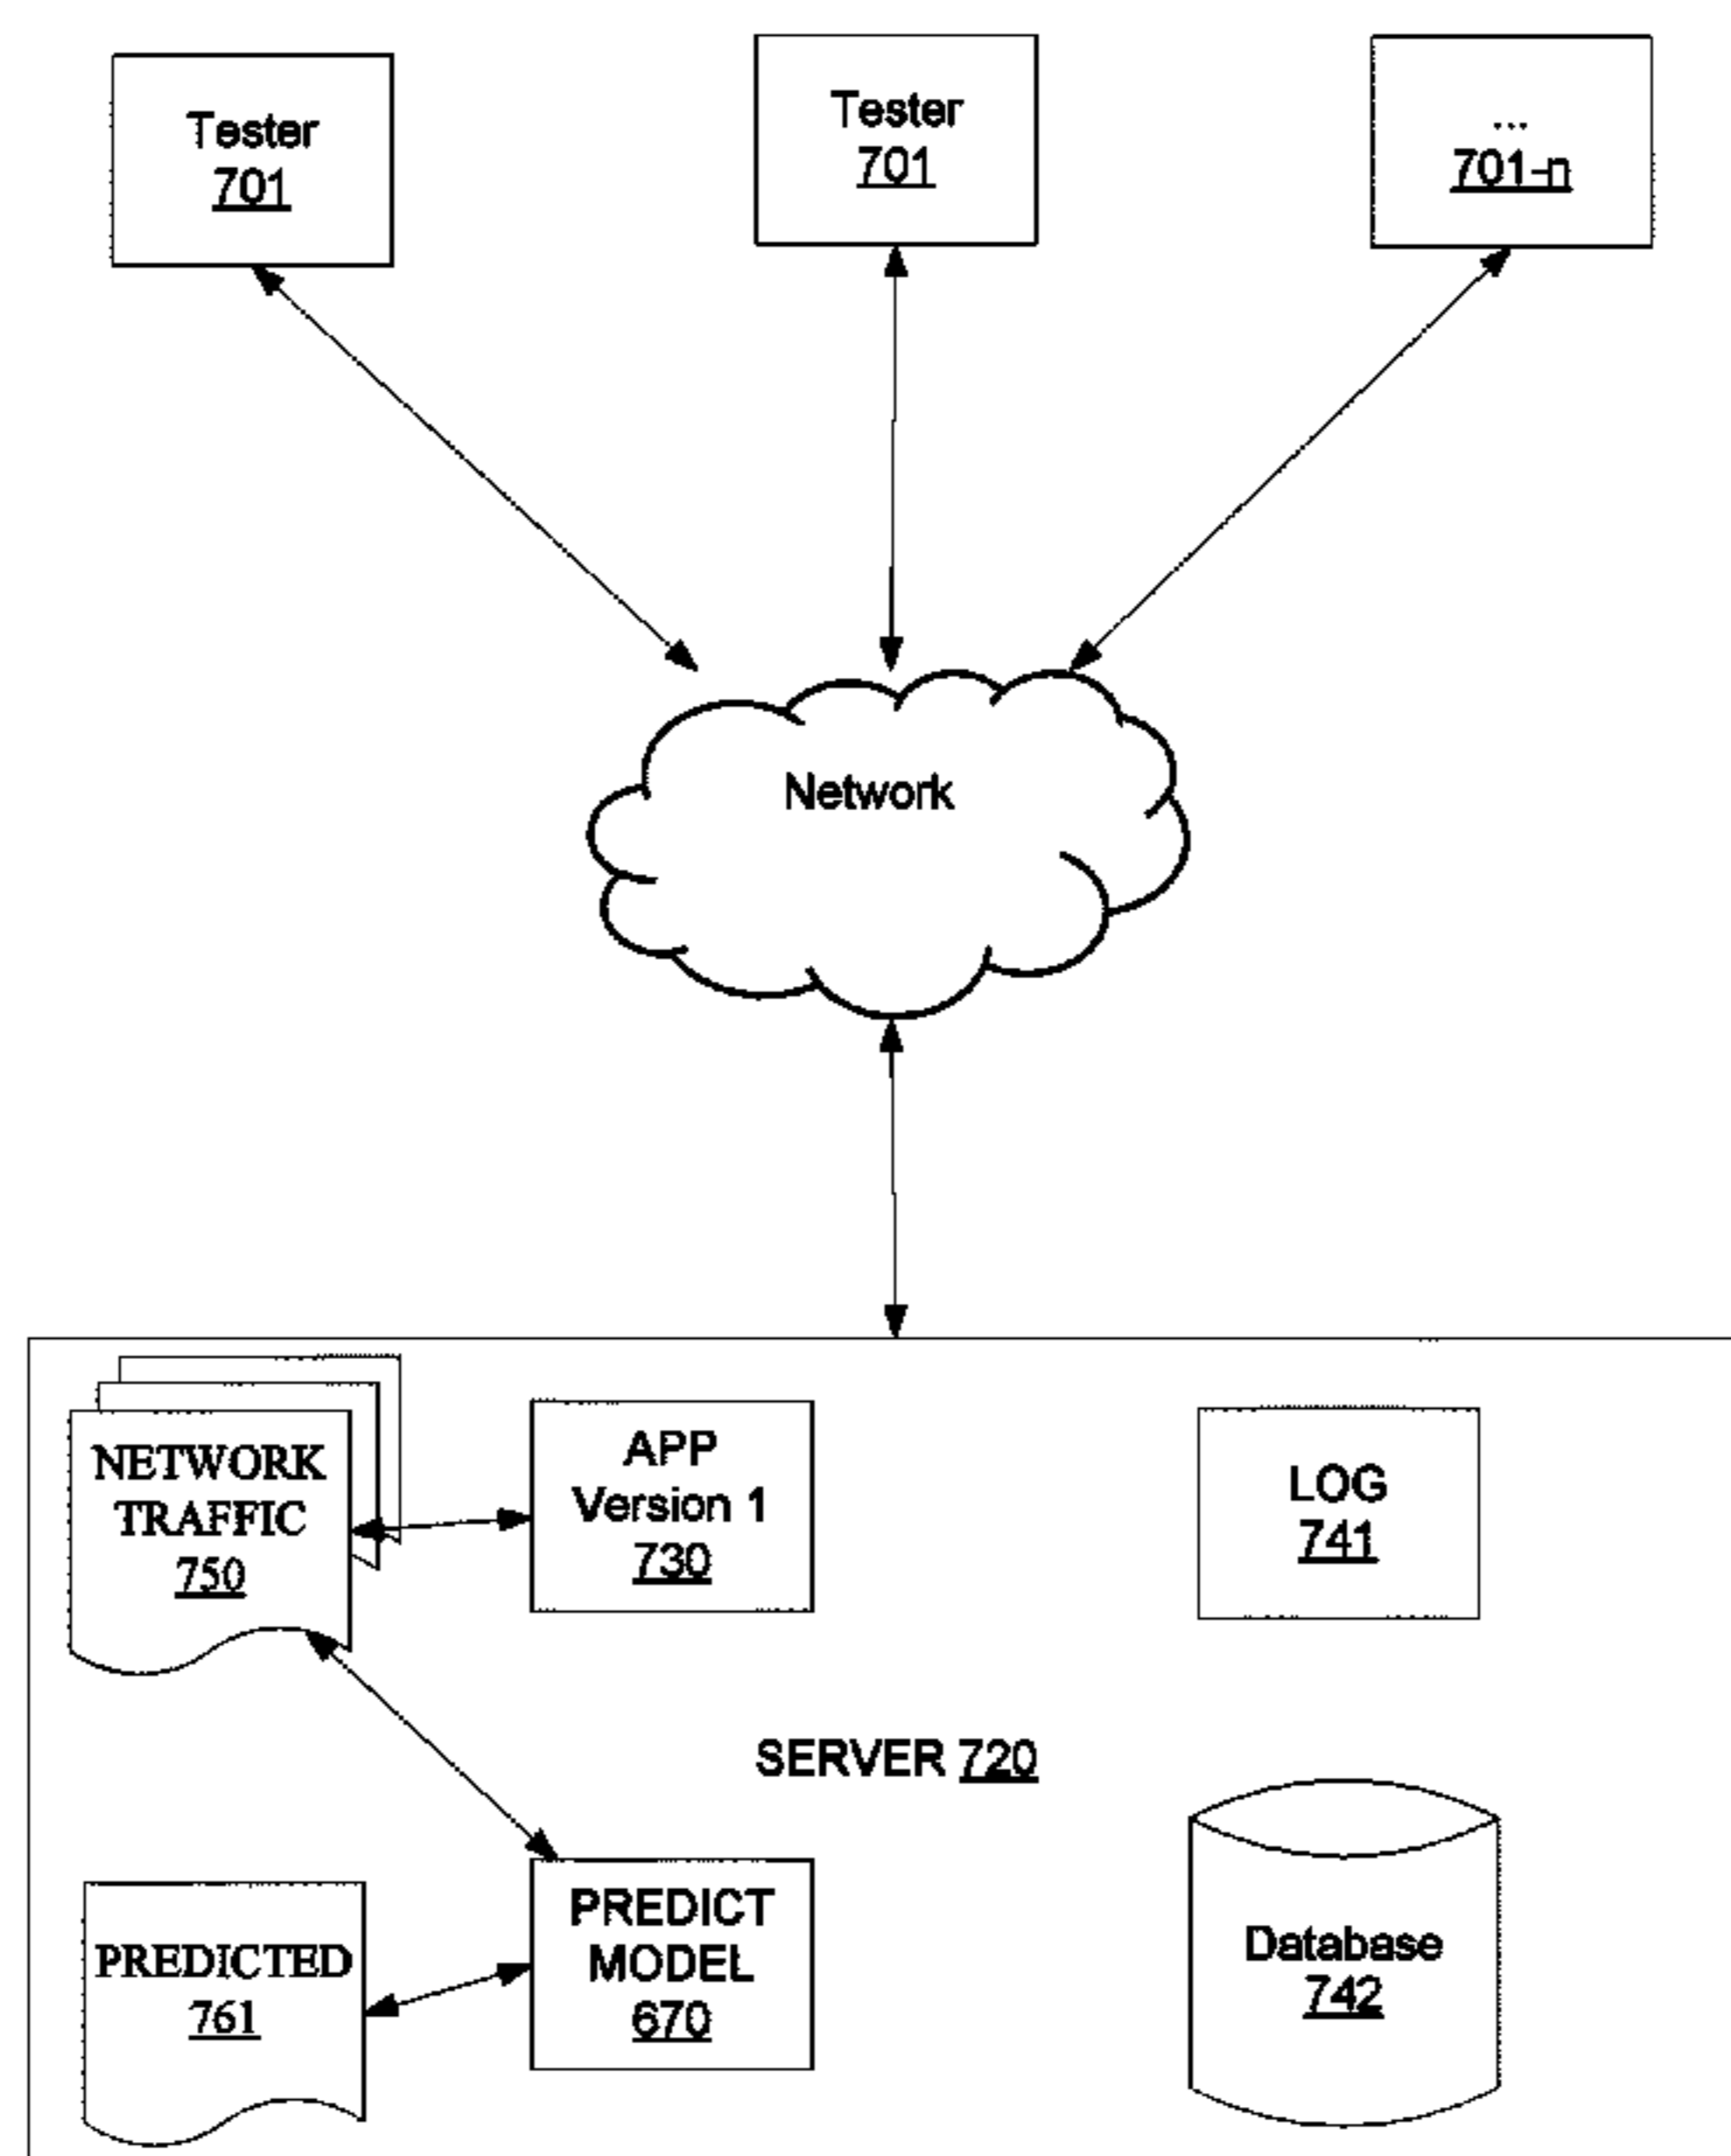 Tester
701
Tester
701
...
701-n
Network
NETWORK
TRAFFIC
750
APP
Version 1
730
LOG
741
SERVER 720
PREDICTED
761
PREDICT
MODEL
670
Database
742